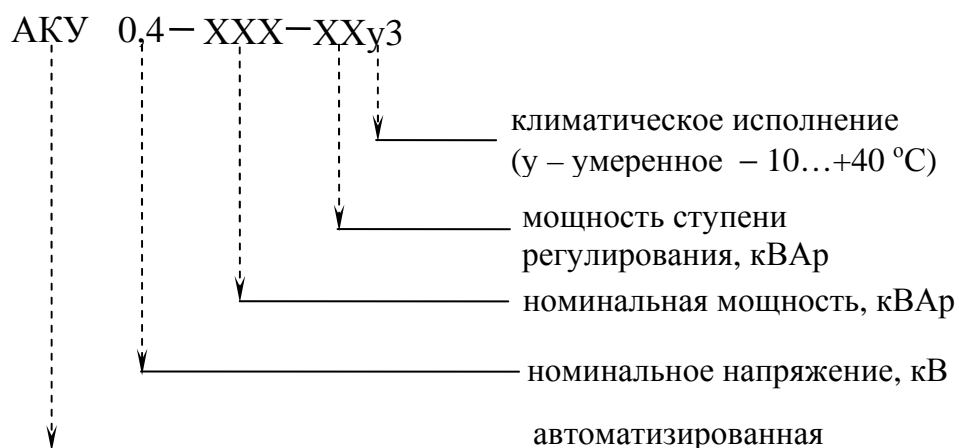 АКУ 0,4 – ХХХ – ХХу3
климатическое исполнение
(у – умеренное – 10…+40 °С)
мощность ступени
регулирования, кВАр
номинальная мощность, кВАр
номинальное напряжение, кВ
автоматизированная